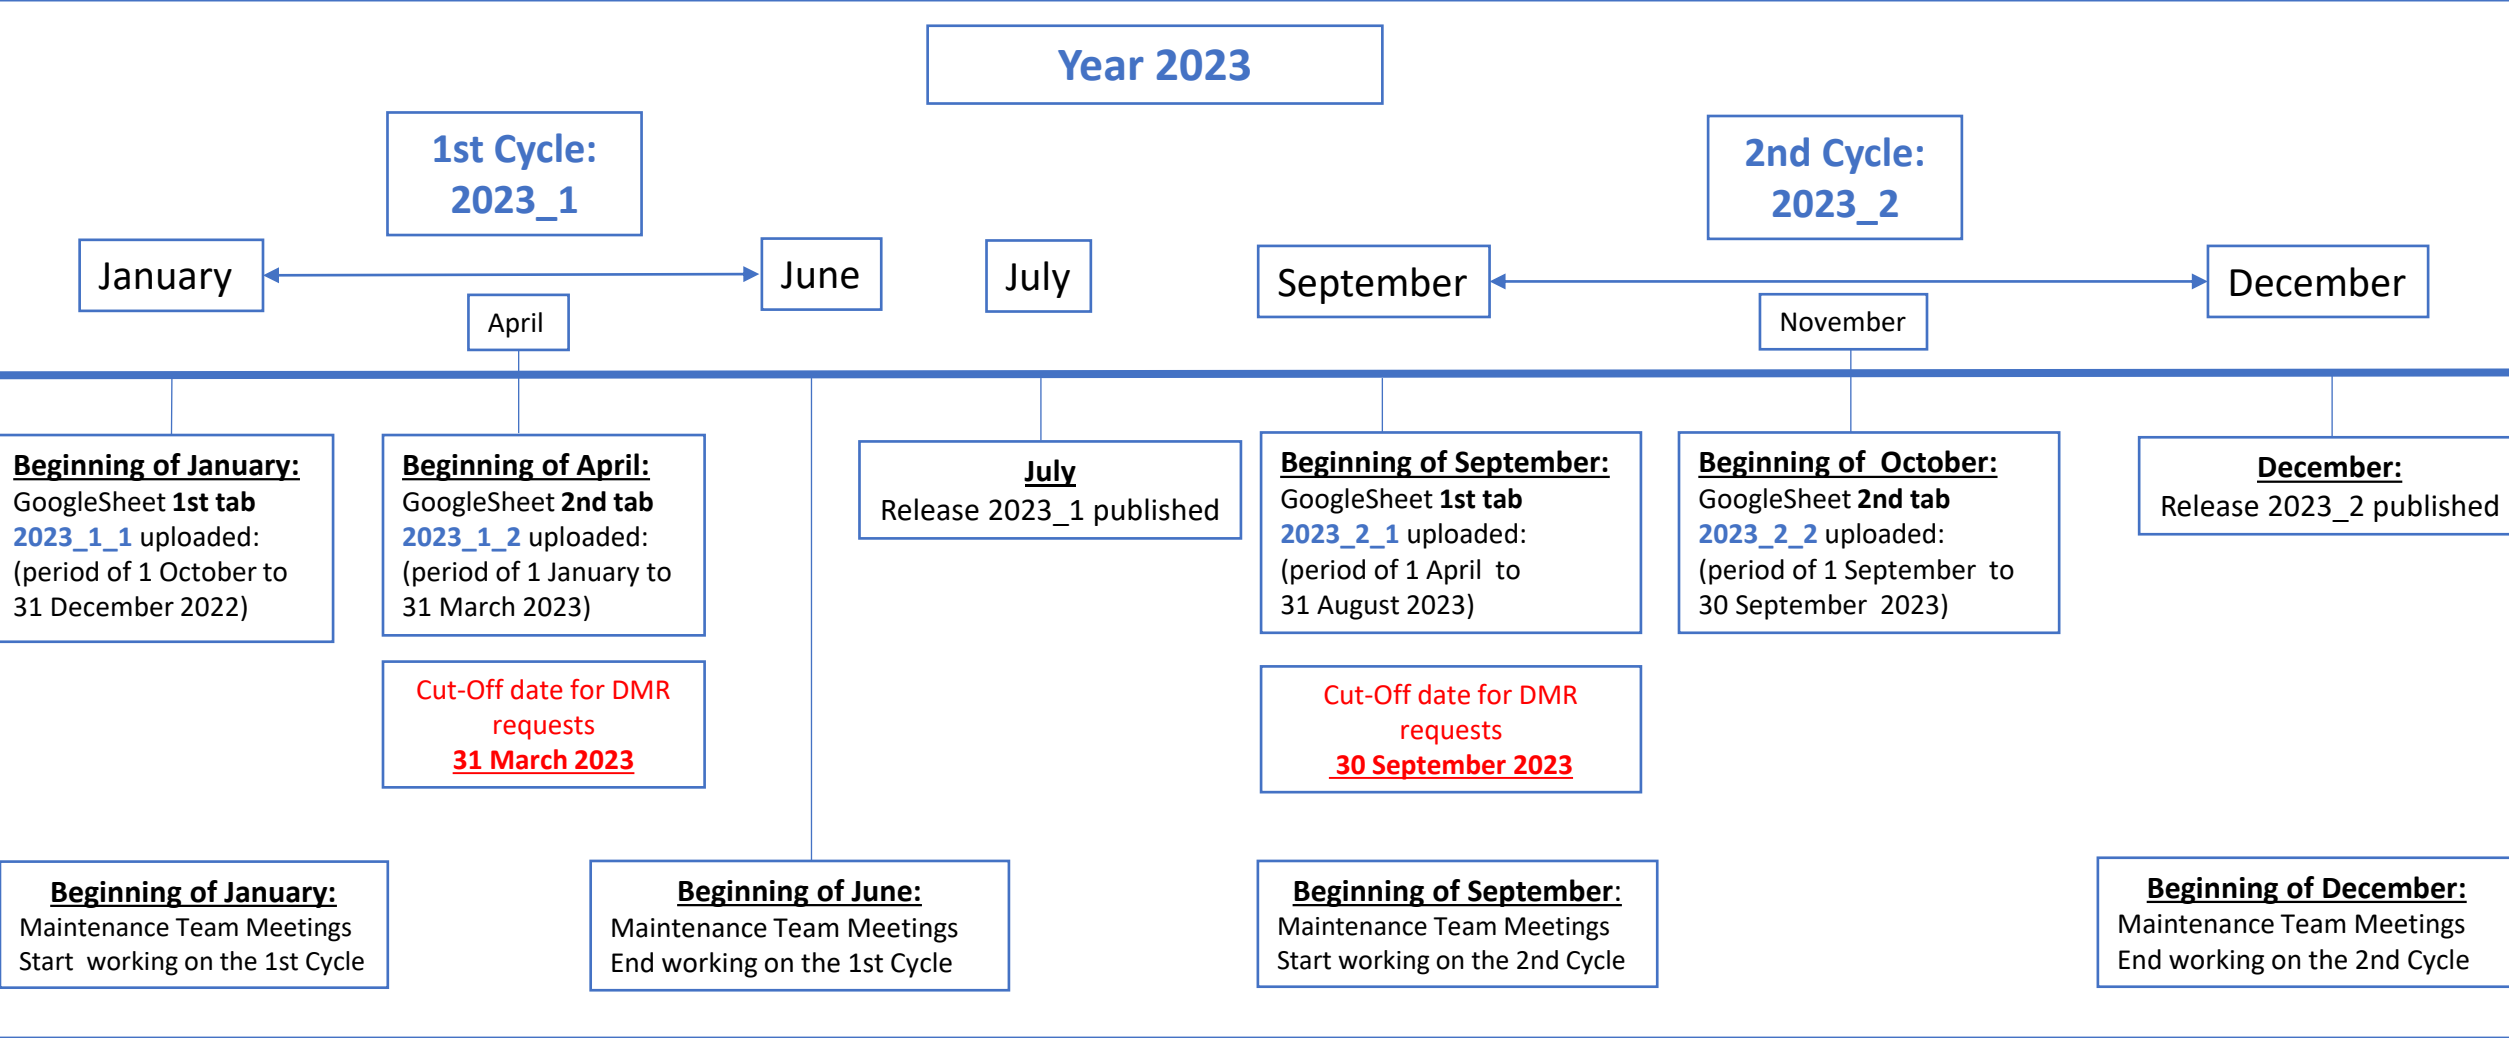 Year 2023
1st Cycle:
2023_1
2nd Cycle:
2023_2
January
June
July
September
December
April
November
Beginning of January:
GoogleSheet 1st tab
2023_1_1 uploaded:
(period of 1 October to
31 December 2022)
Beginning of April:
GoogleSheet 2nd tab
2023_1_2 uploaded:
(period of 1 January to
31 March 2023)
July
Release 2023_1 published
Beginning of September:
GoogleSheet 1st tab
2023_2_1 uploaded:
(period of 1 April to
31 August 2023)
Beginning of October:
GoogleSheet 2nd tab
2023_2_2 uploaded:
(period of 1 September to
30 September 2023)
December:
Release 2023_2 published
Cut-Off date for DMR
requests
31 March 2023
Cut-Off date for DMR
requests
30 September 2023
Beginning of January:
Maintenance Team Meetings
Start working on the 1st Cycle
Beginning of June:
Maintenance Team Meetings
End working on the 1st Cycle
Beginning of September:
Maintenance Team Meetings
Start working on the 2nd Cycle
Beginning of December:
Maintenance Team Meetings
End working on the 2nd Cycle